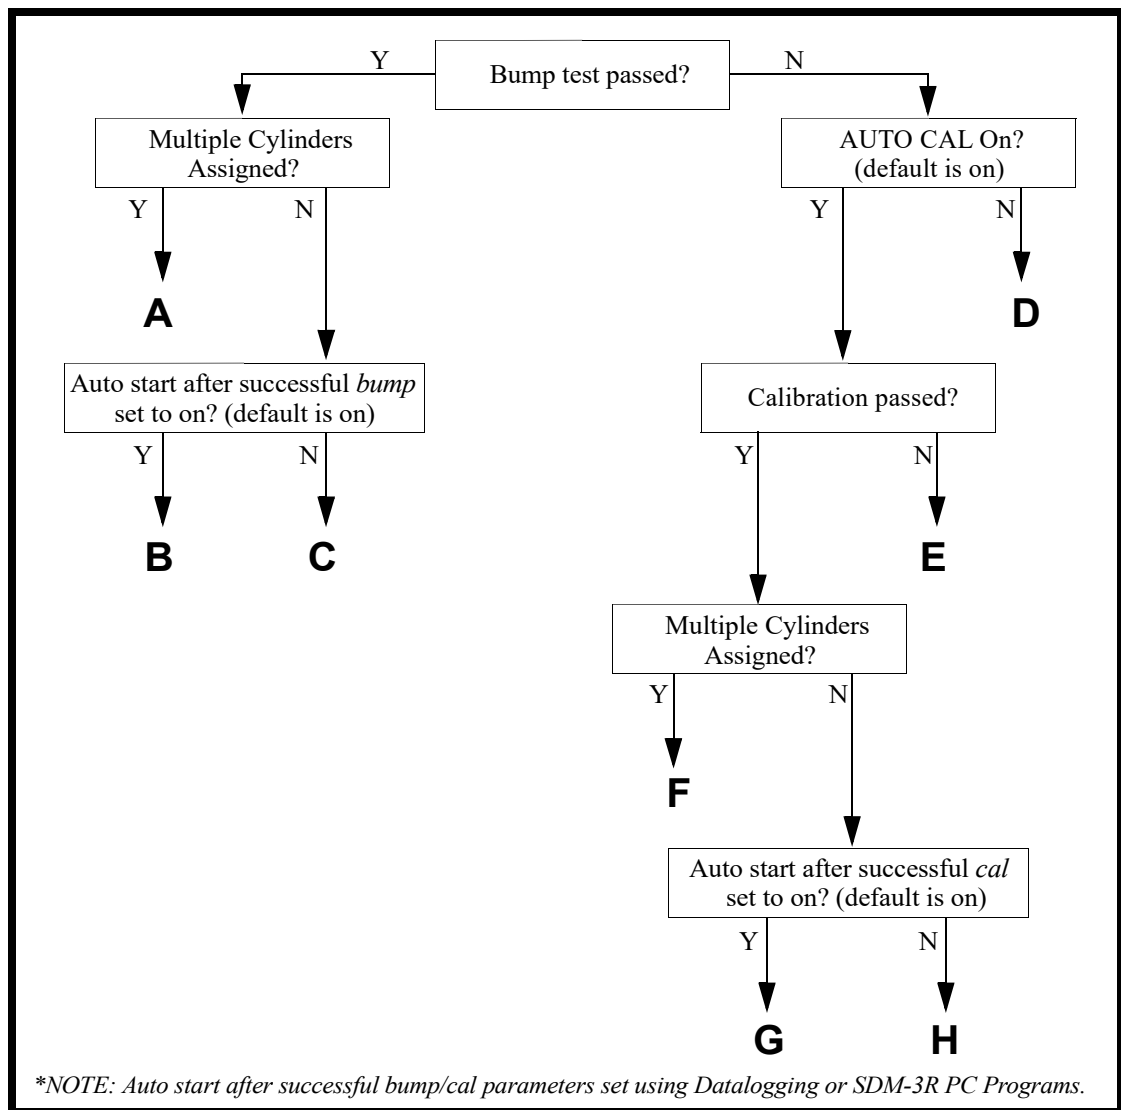 Bump test passed?
Y
N
Multiple Cylinders
Assigned?
AUTO CAL On?
(default is on)
Y
N
Y
N
A
D
Auto start after successful bump
set to on? (default is on)
Calibration passed?
Y
N
Y
N
B
C
E
Multiple Cylinders
Assigned?
Y
N
F
Auto start after successful cal
set to on? (default is on)
Y
N
G
H
*NOTE: Auto start after successful bump/cal parameters set using Datalogging or SDM-3R PC Programs.